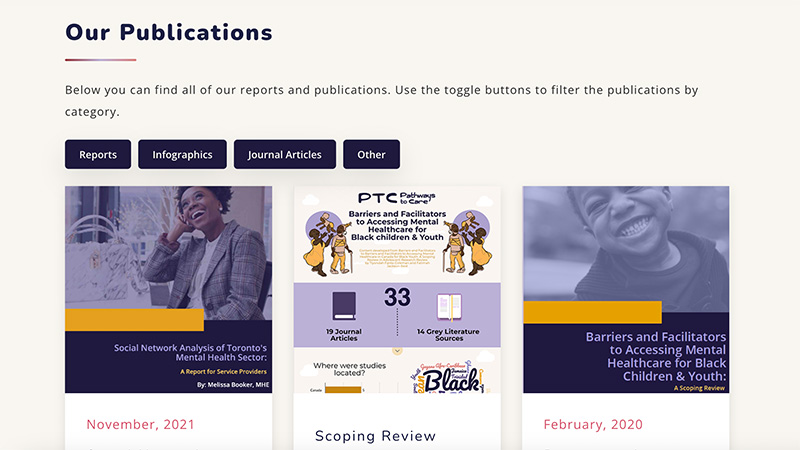 Our Publications
Below you can find all of our reports and publications. Use the toggle buttons to filter the publications by
category.
Reports
Infographics
Journal Articles
Other
Social Network Analysis of Toronto's
Mental Health Sector:
A Report for Service Providers
By: Melissa Booker, MHE
November, 2021
PTC Pathways
to Care
Barriers and Facilitators
to Accessing Mental
Healthcare for
Black children & Youth
33
19 Journal
Articles
14 Grey Literature
Sources
Where were studies
located?
Canada
Black
Scoping Review
Barriers and Facilitators
to Accessing Mental
Healthcare for Black
Children & Youth:
A Scoping Review
February, 2020